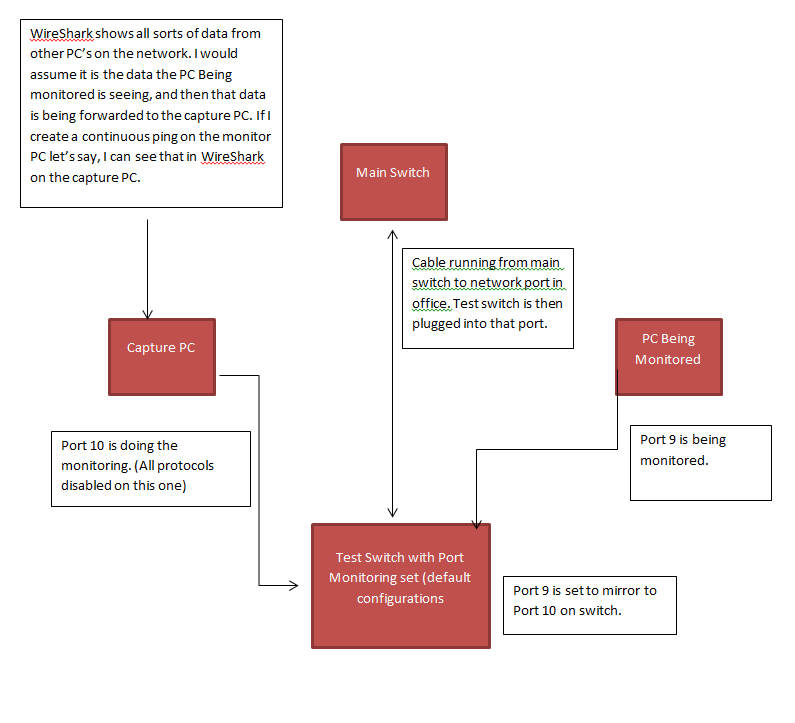 WireShark shows all sorts of data from
other PC's on the network. I would
assume it is the data the PC Being
monitored is seeing, and then that data
is being forwarded to the capture PC. If I
create a continuous ping on the monitor
PC let's say, I can see that in WireShark
on the capture PC.
Main Switch
Cable running from main
switch to network port in
office. Test switch is then
plugged into that port.
Capture PC
PC Being
Monitored
Port 10 is doing the
monitoring. (All protocols
disabled on this one)
Port 9 is being
monitored.
Test Switch with Port
Monitoring set (default
configurations
Port 9 is set to mirror to
Port 10 on switch.